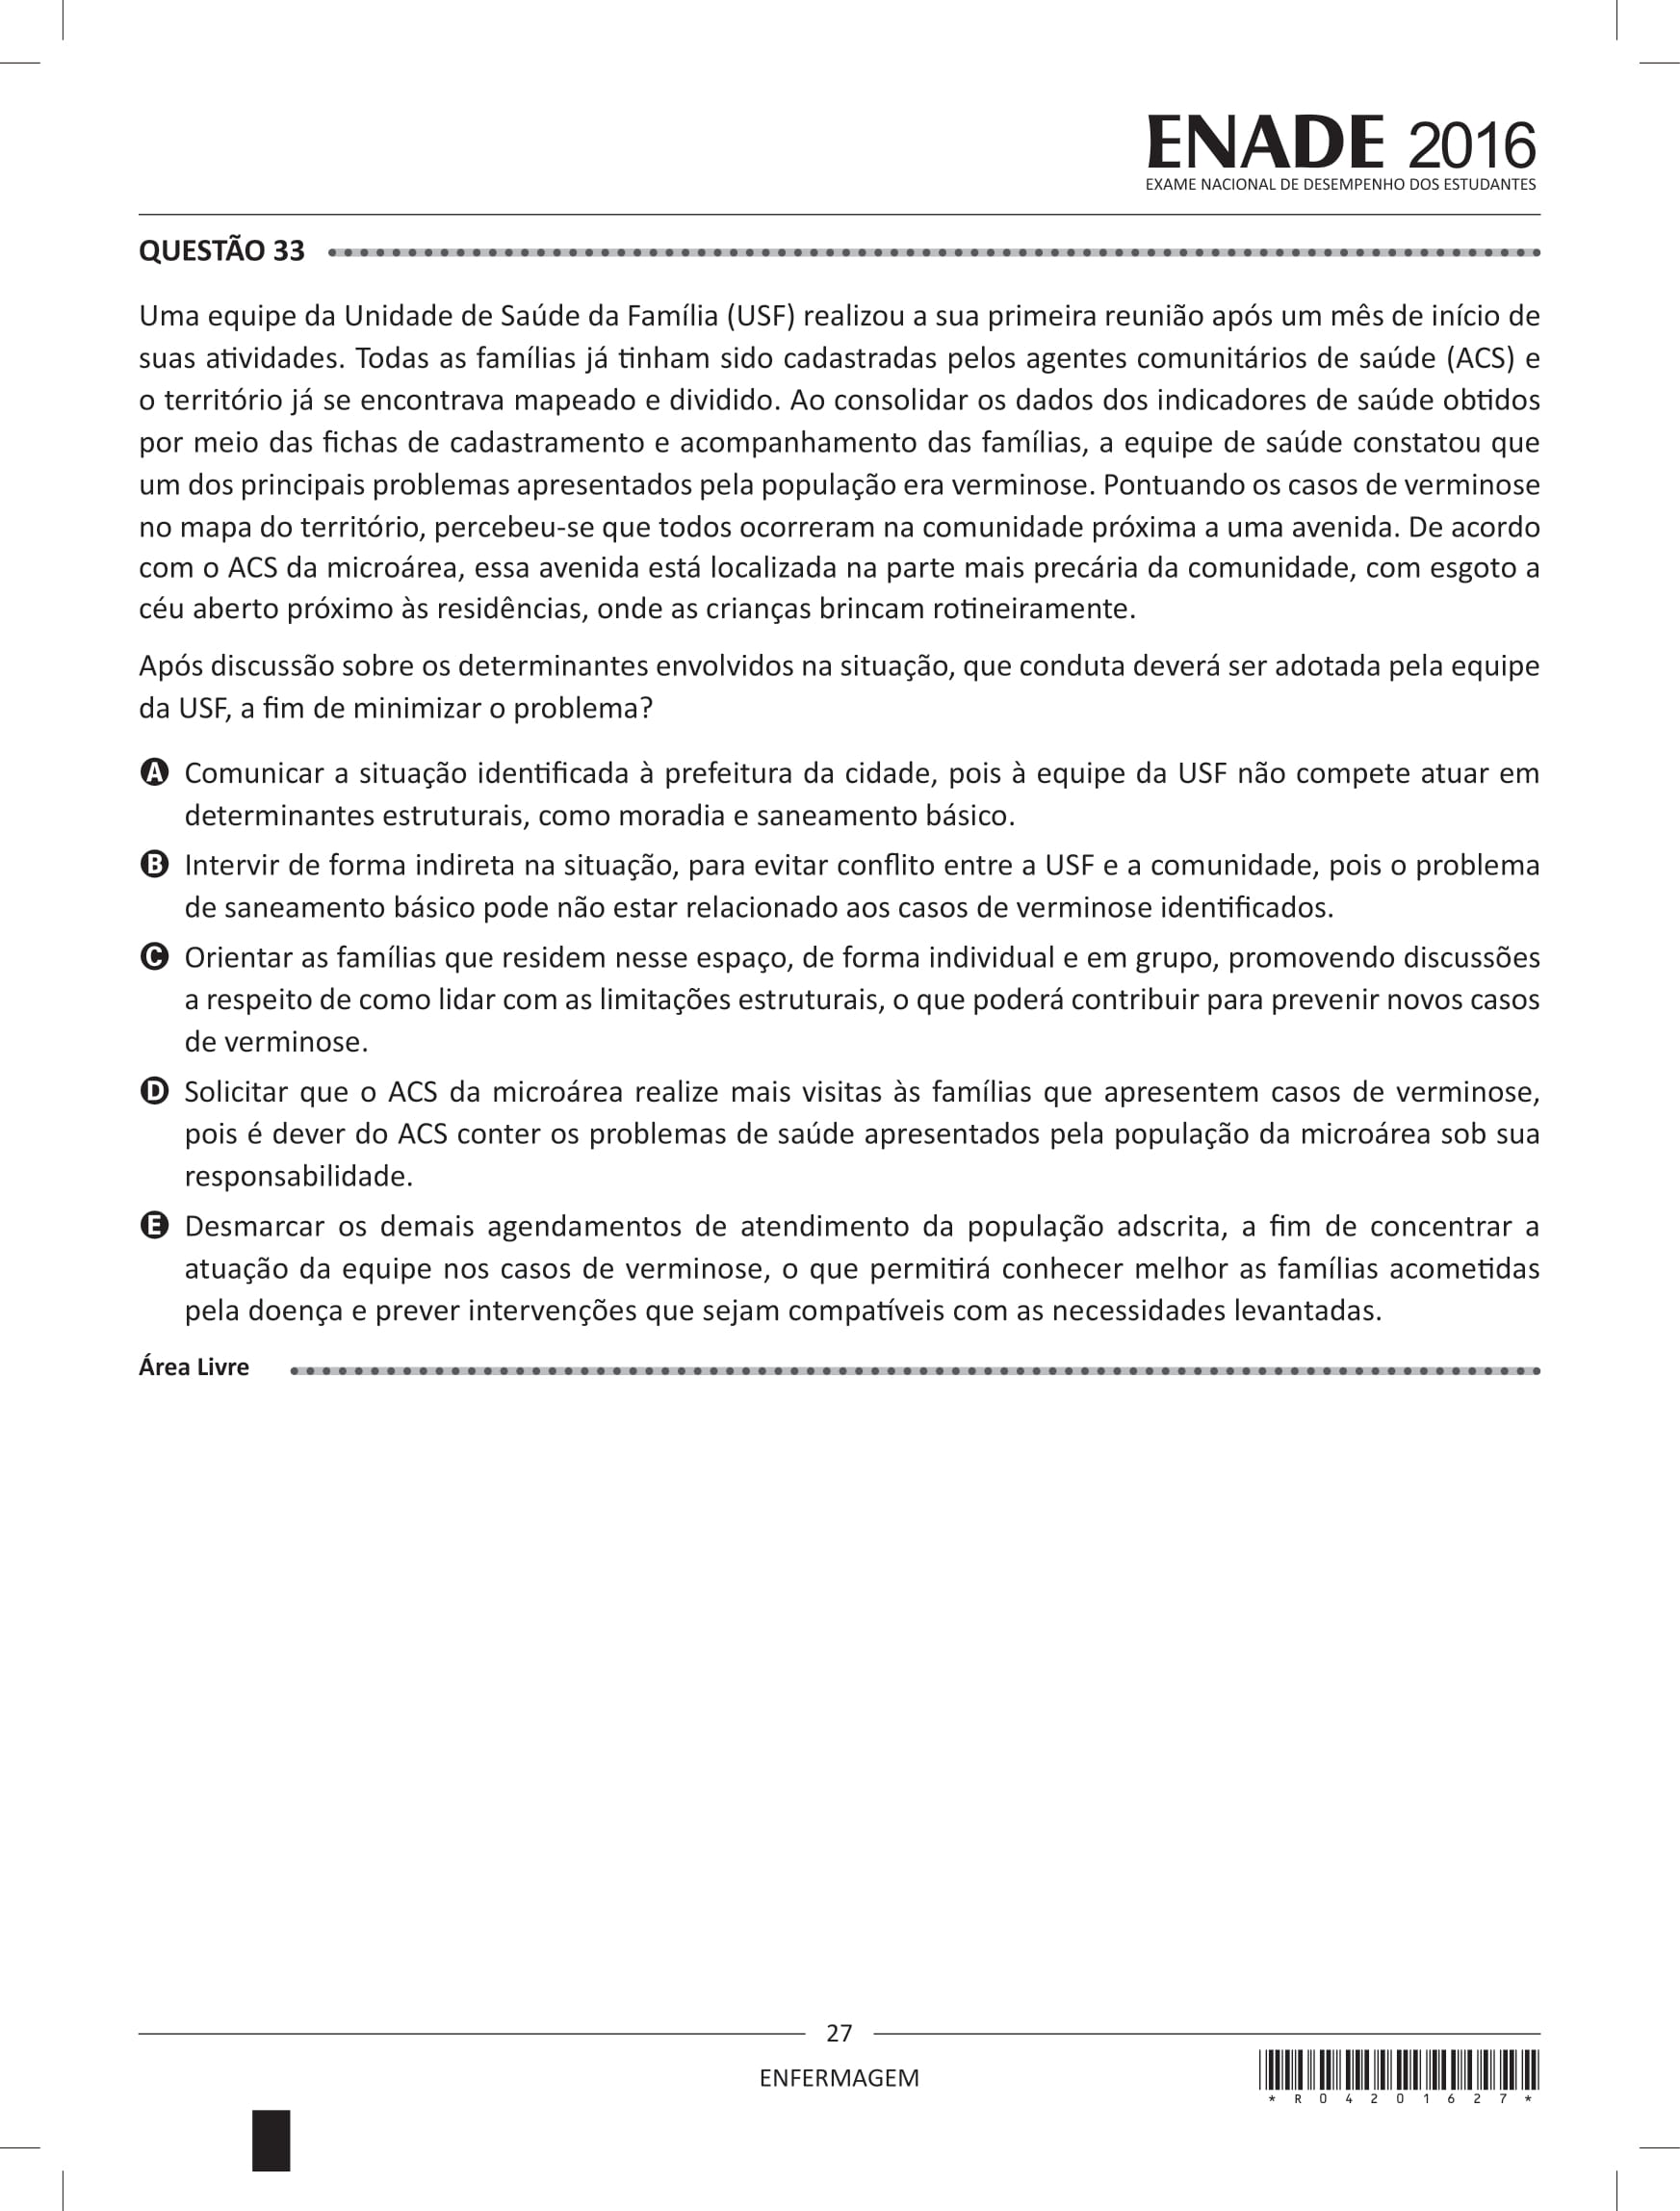 ENADE 2016
EXAME NACIONAL DE DESEMPENHO DOS ESTUDANTES
QUESTÃO 33
Uma equipe da Unidade de Saúde da Família (USF) realizou a sua primeira reunião após um mês de início de
suas atividades. Todas as famílias já tinham sido cadastradas pelos agentes comunitários de saúde (ACS) e
o território já se encontrava mapeado e dividido. Ao consolidar os dados dos indicadores de saúde obtidos
por meio das fichas de cadastramento e acompanhamento das famílias, a equipe de saúde constatou que
um dos principais problemas apresentados pela população era verminose. Pontuando os casos de verminose
no mapa do território, percebeu-se que todos ocorreram na comunidade próxima a uma avenida. De acordo
com o ACS da microárea, essa avenida está localizada na parte mais precária da comunidade, com esgoto a
céu aberto próximo às residências, onde as crianças brincam rotineiramente.
Após discussão sobre os determinantes envolvidos na situação, que conduta deverá ser adotada pela equipe
da USF, a fim de minimizar o problema?
A Comunicar a situação identificada à prefeitura da cidade, pois à equipe da USF não compete atuar em
determinantes estruturais, como moradia e saneamento básico.
B Intervir de forma indireta na situação, para evitar conflito entre a USF e a comunidade, pois o problema
de saneamento básico pode não estar relacionado aos casos de verminose identificados.
C Orientar as famílias que residem nesse espaço, de forma individual e em grupo, promovendo discussões
a respeito de como lidar com as limitações estruturais, o que poderá contribuir para prevenir novos casos
de verminose.
D Solicitar que o ACS da microárea realize mais visitas às famílias que apresentem casos de verminose,
pois é dever do ACS conter os problemas de saúde apresentados pela população da microárea sob sua
responsabilidade.
E Desmarcar os demais agendamentos de atendimento da população adscrita, a fim de concentrar a
atuação da equipe nos casos de verminose, o que permitirá conhecer melhor as famílias acometidas
pela doença e prever intervenções que sejam compatíveis com as necessidades levantadas.
Área Livre
27
ENFERMAGEM
* R 0 4 2 0 1 6 2 7 *